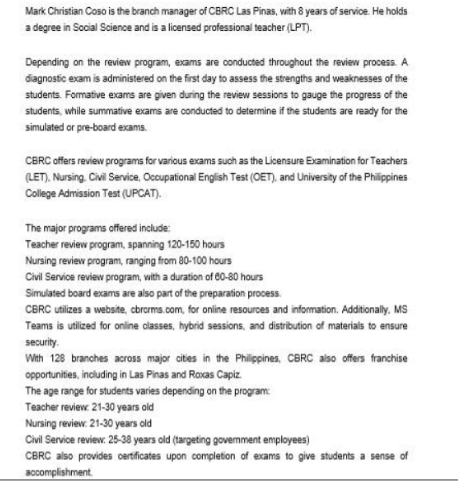 Mark Christian Coso is the branch manager of CBRC Las Pinas, with 8 years of service. He holds
a degree in Social Science and is a licensed professional teacher (LPT).
Depending on the review program, exams are conducted throughout the review process. A
diagnostic exam is administered on the first day to assess the strengths and weaknesses of the
students. Formative exams are given during the review sessions to gauge the progress of the
students, while summative exams are conducted to determine if the students are ready for the
simulated or pre-board exams.
CBRC offers review programs for various exams such as the Licensure Examination for Teachers
(LET), Nursing, Civil Service, Occupational English Test (OET), and University of the Philippines
College Admission Test (UPCAT).
The major programs offered include:
Teacher review program, spanning 120-150 hours
Nursing review program, ranging from 80-100 hours
Civil Service review program, with a duration of 60-80 hours
Simulated board exams are also part of the preparation process.
CBRC utilizes a website, cbrcrms.com, for online resources and information. Additionally, MS
Teams is utilized for online classes, hybrid sessions, and distribution of materials to ensure
security.
With 128 branches across major cities in the Philippines, CBRC also offers franchise
opportunities, including in Las Pinas and Roxas Capiz.
The age range for students varies depending on the program:
Teacher review: 21-30 years old
Nursing review: 21-30 years old
Civil Service review: 25-38 years old (targeting government employees)
CBRC also provides certificates upon completion of exams to give students a sense of
accomplishment.